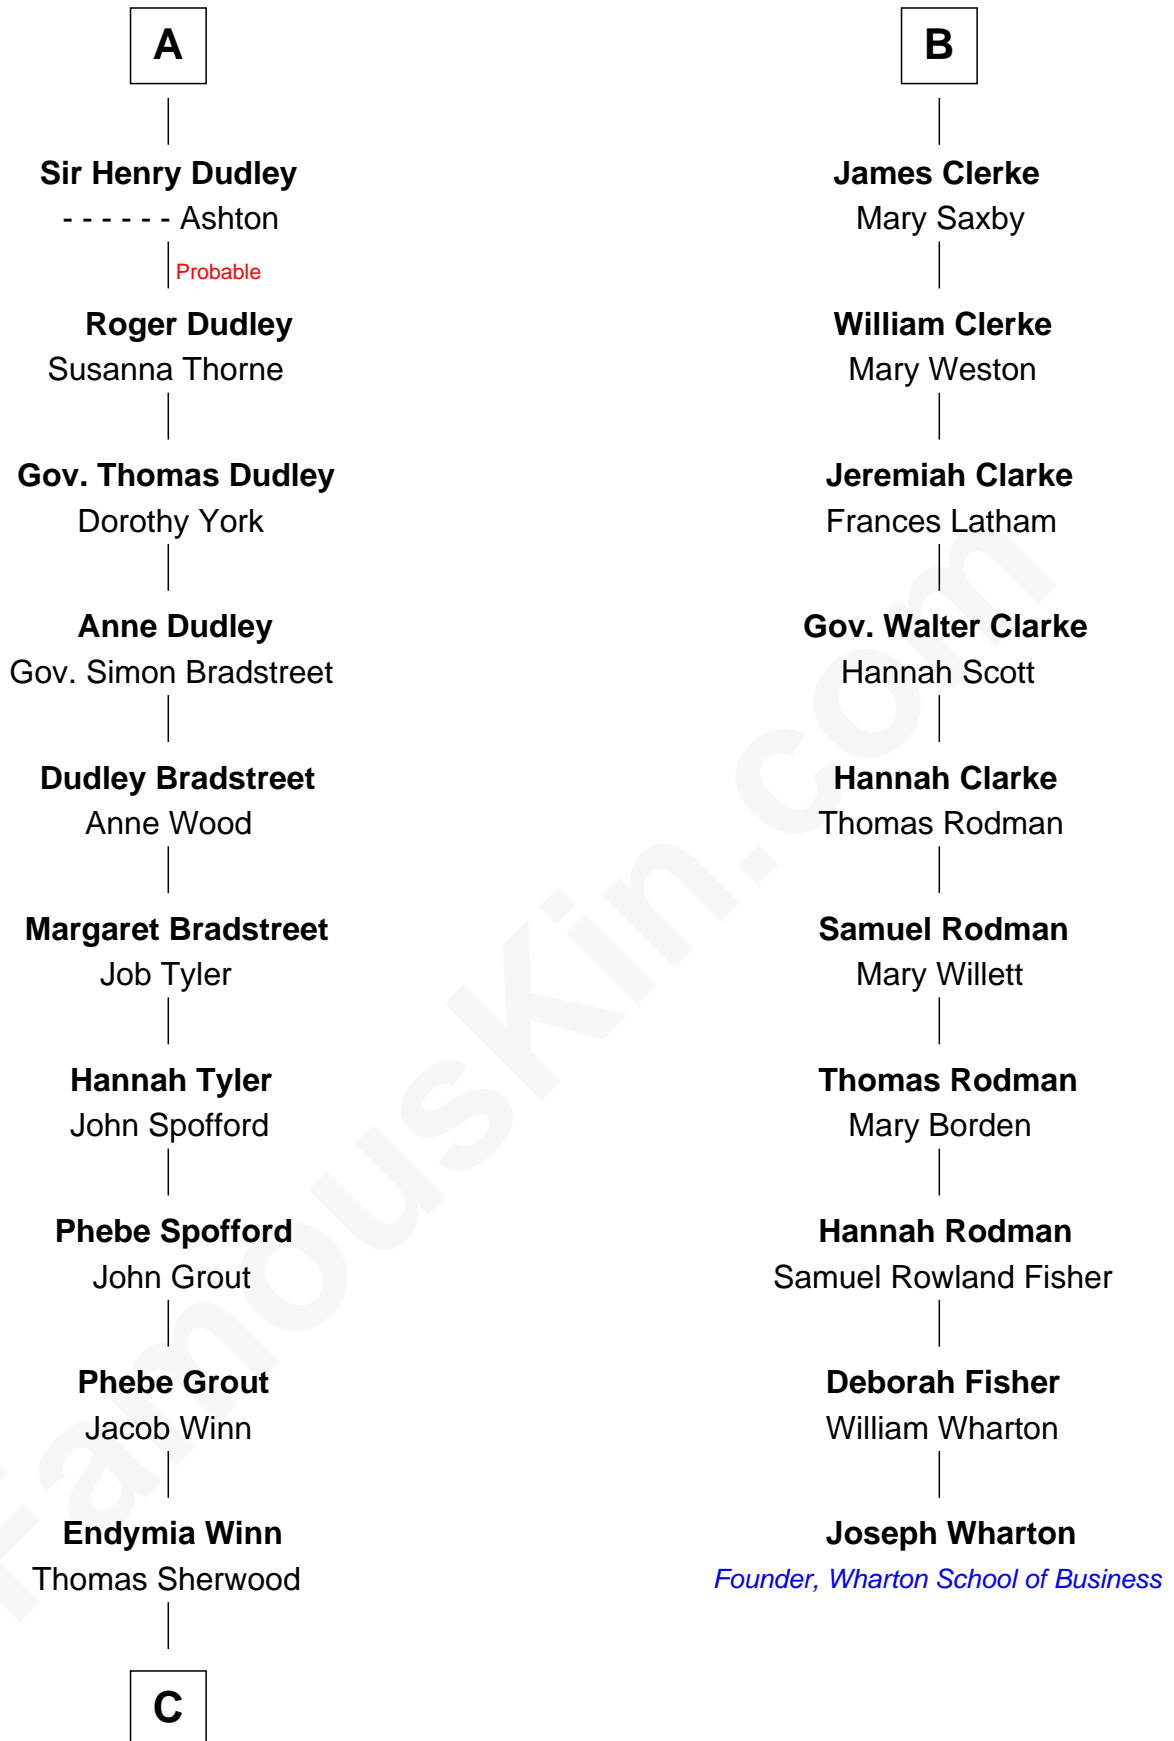 A
Sir Henry Dudley
- - - - - - Ashton
Probable
Roger Dudley
Susanna Thorne
Gov. Thomas Dudley
Dorothy York
Anne Dudley
Gov. Simon Bradstreet
Dudley Bradstreet
Anne Wood
Margaret Bradstreet
Job Tyler
Hannah Tyler
John Spofford
Phebe Spofford
John Grout
Phebe Grout
Jacob Winn
Endymia Winn
Thomas Sherwood
C
B
James Clerke
Mary Saxby
William Clerke
Mary Weston
Jeremiah Clarke
Frances Latham
Gov. Walter Clarke
Hannah Scott
Hannah Clarke
Thomas Rodman
Samuel Rodman
Mary Willett
Thomas Rodman
Mary Borden
Hannah Rodman
Samuel Rowland Fisher
Deborah Fisher
William Wharton
Joseph Wharton
Founder, Wharton School of Business
FamousKin.com